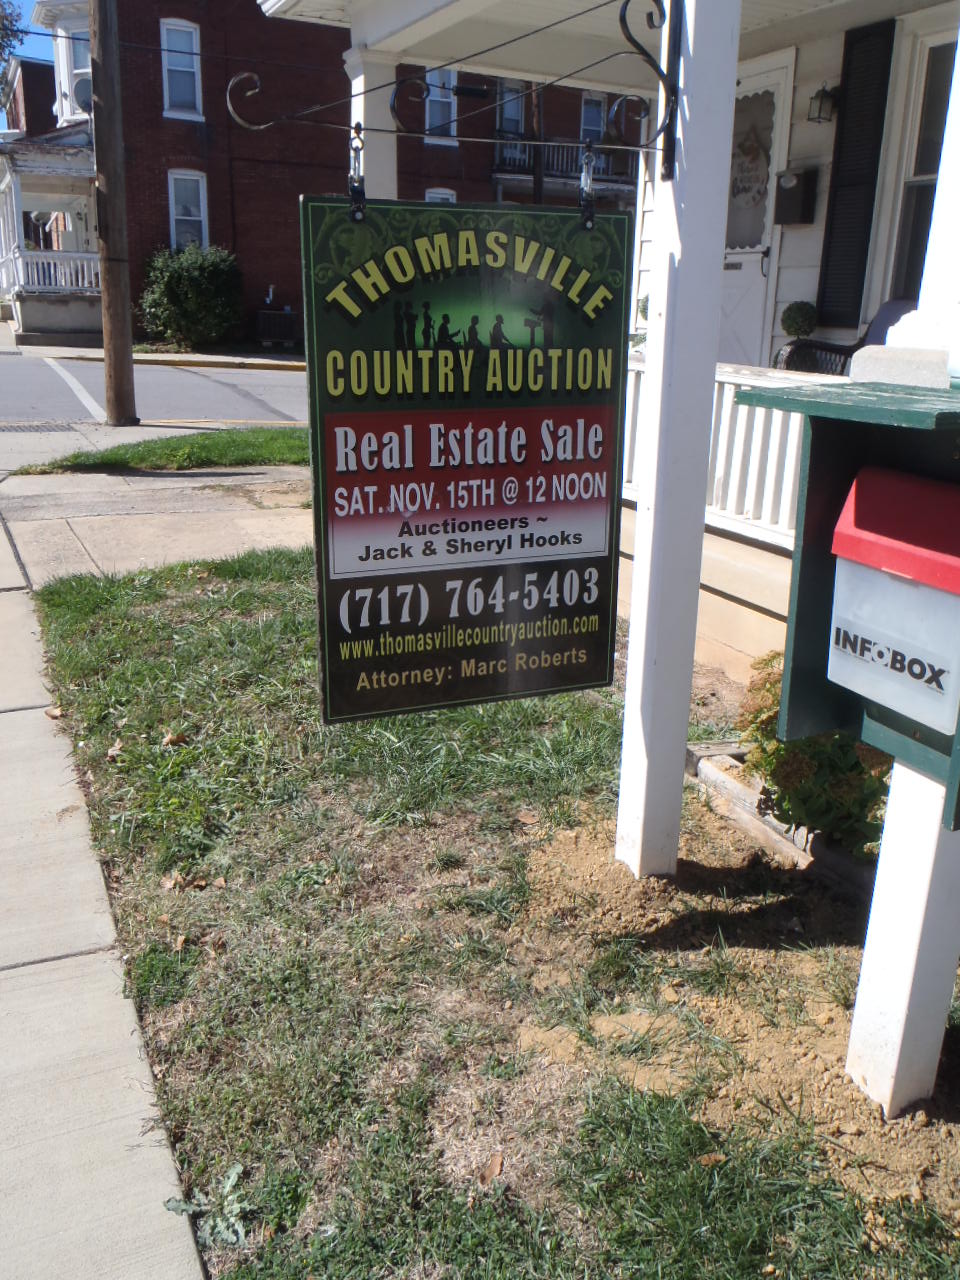 THOMASVILLE
COUNTRY AUCTION
Real Estate Sale
SAT. NOV. 15TH @ 12 NOON
Auctioneers ~
Jack & Sheryl Hooks
(717) 764-5403
www.thomasvillecountryauction.com
Attorney: Marc Roberts
INFOBOX